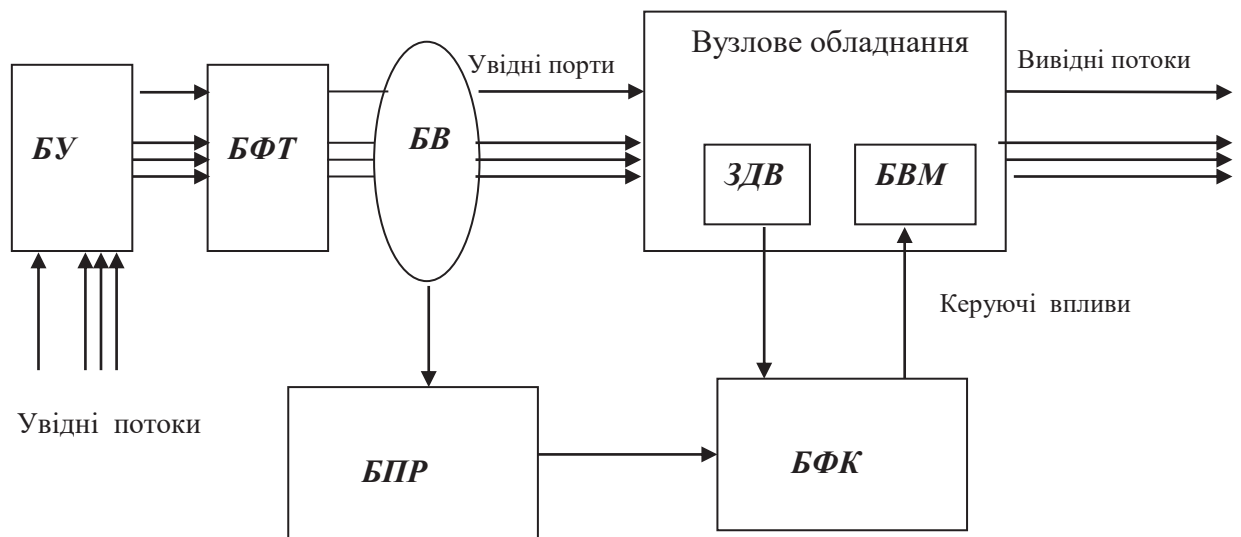 Вузлове обладнання
Увідні порти
Вивідні потоки
БУ
БФТ
БВ
ЗДВ
БВМ
Керуючі впливи
Увідні потоки
БПР
БФК